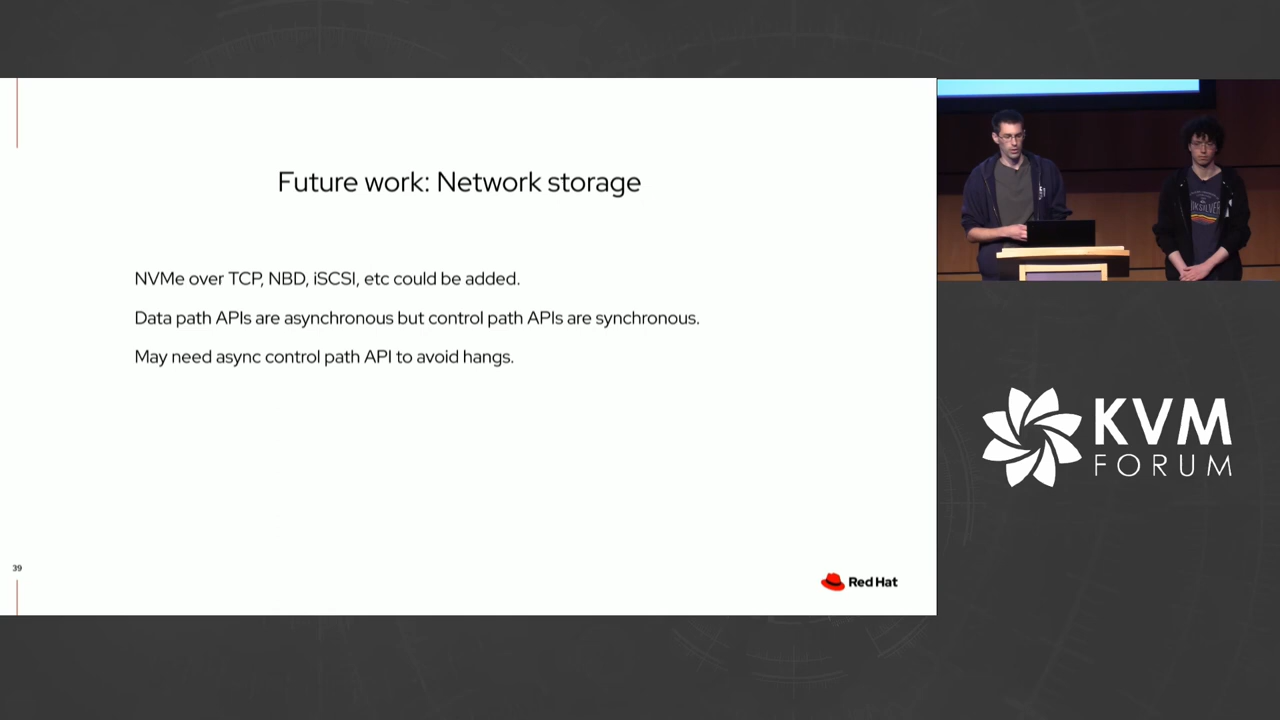 Future work: Network storage
NVMe over TCP, NBD, iSCSI, etc could be added.
Data path APIs are asynchronous but control path APIs are synchronous.
May need async control path API to avoid hangs.
39
Red Hat
KVM
FORUM